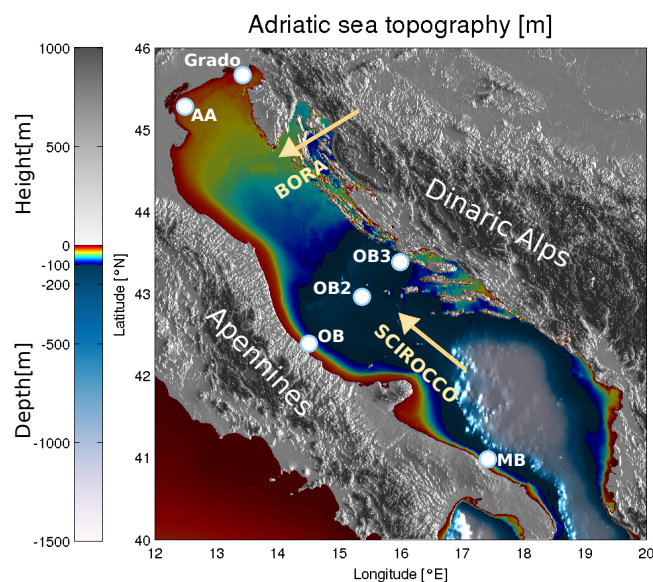 Adriatic sea topography [m]
Height[m]
Depth[m]
1000
500
0
-100
-500
-1000
-1500
Latitude [°N]
46
45
44
43
42
41
40
Grado
AA
BORA
Dinaric Alps
OB3
OB2
OB
SCIROCCO
Apennines
MB
12 13 14 15 16 17 18 19 20
Longitude [°E]